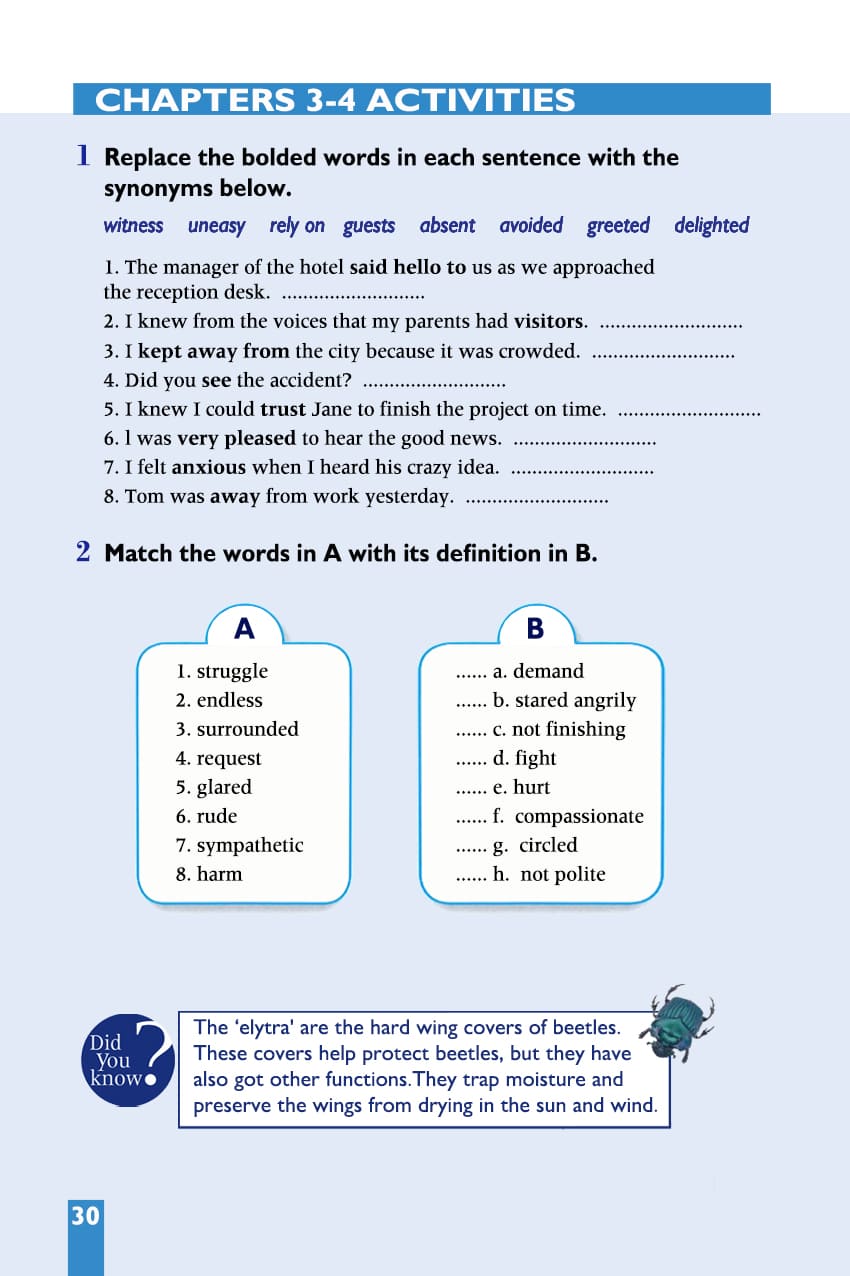 CHAPTERS 3-4 ACTIVITIES
1 Replace the bolded words in each sentence with the
synonyms below.
witness uneasy rely on guests absent avoided greeted delighted
1. The manager of the hotel said hello to us as we approached
the reception desk. ...........................
2. I knew from the voices that my parents had visitors. ...........................
3. I kept away from the city because it was crowded. ...........................
4. Did you see the accident? ...........................
5. I knew I could trust Jane to finish the project on time. ...........................
6. l was very pleased to hear the good news. ...........................
7. I felt anxious when I heard his crazy idea. ...........................
8. Tom was away from work yesterday. ...........................
2 Match the words in A with its definition in B.
A
1. struggle
2. endless
3. surrounded
4. request
5. glared
6. rude
7. sympathetic
8. harm
B
...... a. demand
...... b. stared angrily
...... c. not finishing
...... d. fight
...... e. hurt
...... f. compassionate
...... g. circled
...... h. not polite
Did
You
know
?
The ‘elytra' are the hard wing covers of beetles.
These covers help protect beetles, but they have
also got other functions.They trap moisture and
preserve the wings from drying in the sun and wind.
30